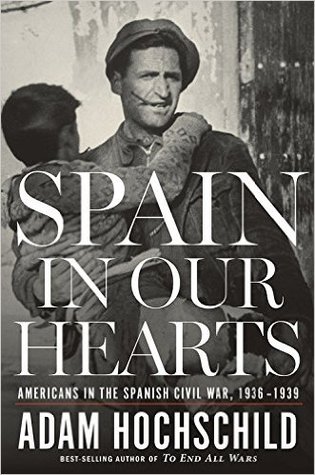 SPAIN
IN OUR
HEARTS
AMERICANS IN THE SPANISH CIVIL WAR, 1936–1939
ADAM HOCHSCHILD
BEST-SELLING AUTHOR OF TO END ALL WARS